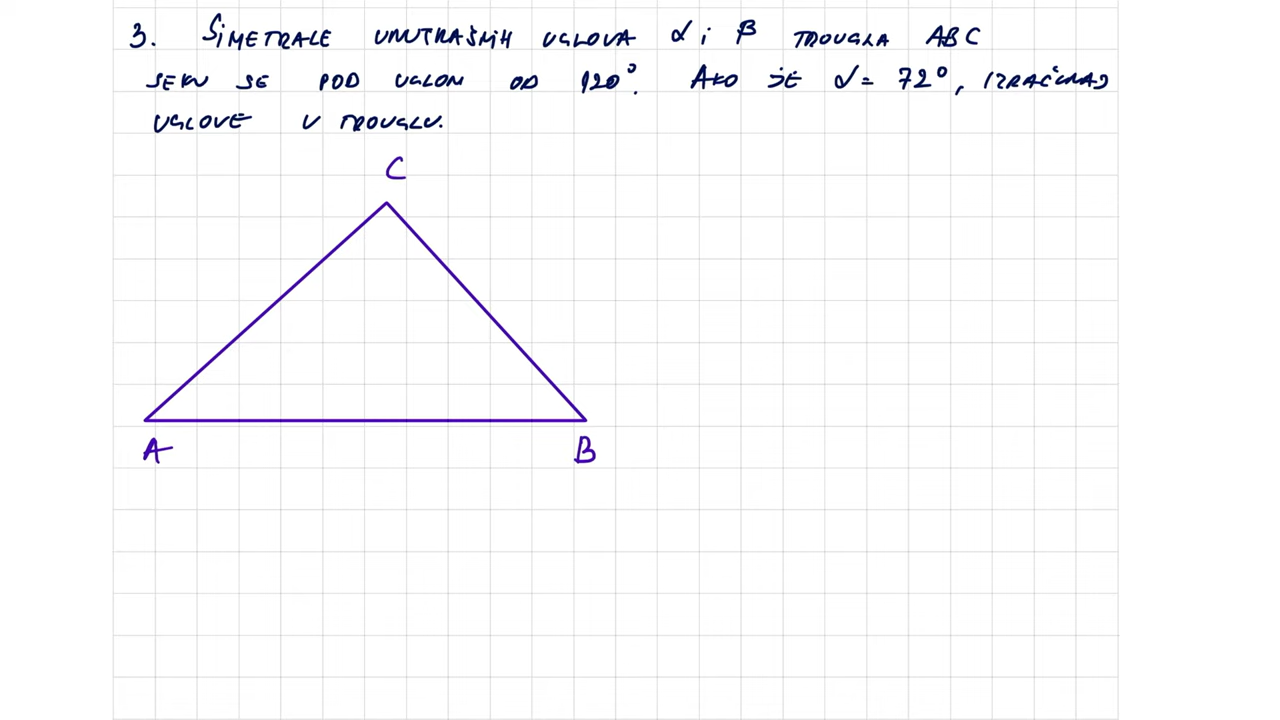 3. SIMETRALE UNUTRAŠNJIH UGLOVA α i β TROUGLA ABC
SEKU SE POD UGLOM OD 120°. AKO JE α = 72°, IZRAČUNAJ
UGLOVE U TROUGLU.
C
A B